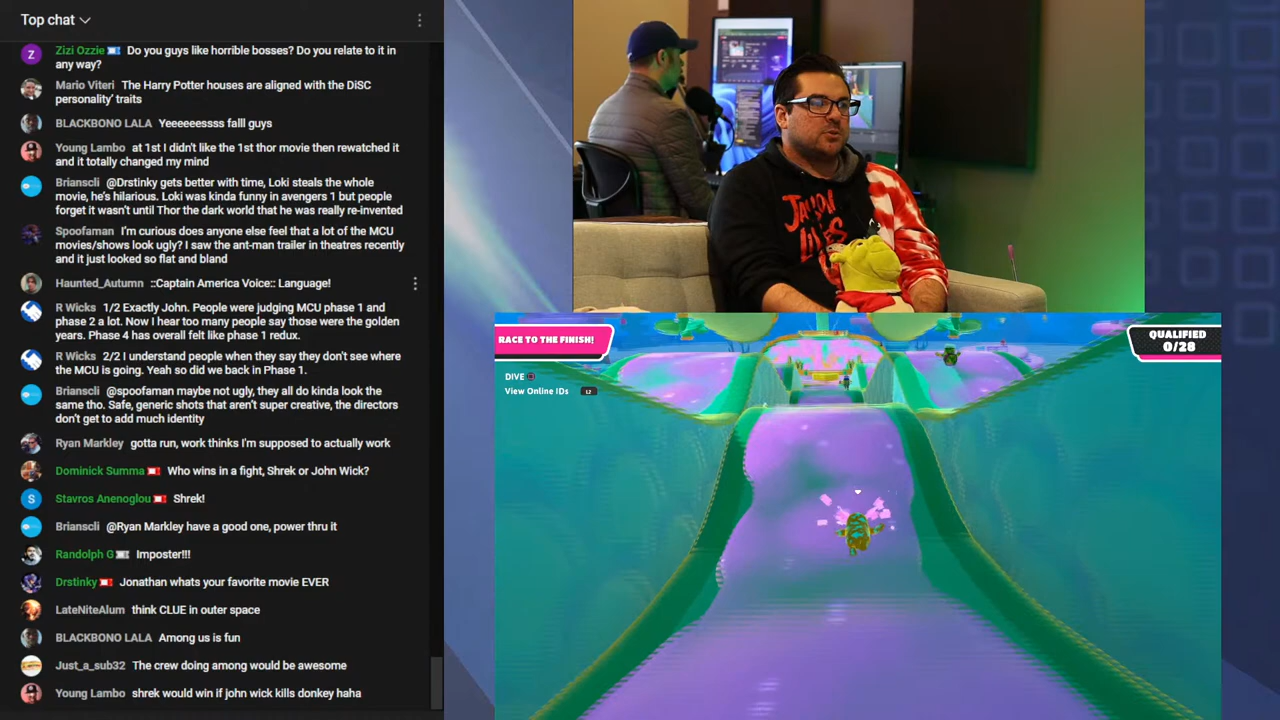 Top chat
Zizi Ozzie Do you guys like horrible bosses? Do you relate to it in
any way?
Mario Viteri The Harry Potter houses are aligned with the DiSC
personality' traits
BLACKBONO LALA Yeeeeeessss falll guys
Young Lambo at 1st I didn't like the 1st thor movie then rewatched it
and it totally changed my mind
Brianscli @Drstinky gets better with time, Loki steals the whole
movie, he's hilarious. Loki was kinda funny in avengers 1 but people
forget it wasn't until Thor the dark world that he was really re-invented
Spoofaman I'm curious does anyone else feel that a lot of the MCU
movies/shows look ugly? I saw the ant-man trailer in theatres recently
and it just looked so flat and bland
Haunted_Autumn ::Captain America Voice:: Language!
R Wicks 1/2 Exactly John. People were judging MCU phase 1 and
phase 2 a lot. Now I hear too many people say those were the golden
years. Phase 4 has overall felt like phase 1 redux.
R Wicks 2/2 I understand people when they say they don't see where
the MCU is going. Yeah so did we back in Phase 1.
Brianscli @spoofaman maybe not ugly, they all do kinda look the
same tho. Safe, generic shots that aren't super creative, the directors
don't get to add much identity
Ryan Markley gotta run, work thinks I'm supposed to actually work
Dominick Summa Who wins in a fight, Shrek or John Wick?
S
Stavros Anenoglou Shrek!
Brianscli @Ryan Markley have a good one, power thru it
Randolph G Imposter!!!
Drstinky Jonathan whats your favorite movie EVER
LateNiteAlum think CLUE in outer space
BLACKBONO LALA Among us is fun
Just_a_sub32 The crew doing among would be awesome
Young Lambo shrek would win if john wick kills donkey haha
Z
JASON
LIVES
RACE TO THE FINISH!
DIVE
View Online IDs L2
QUALIFIED
0/28